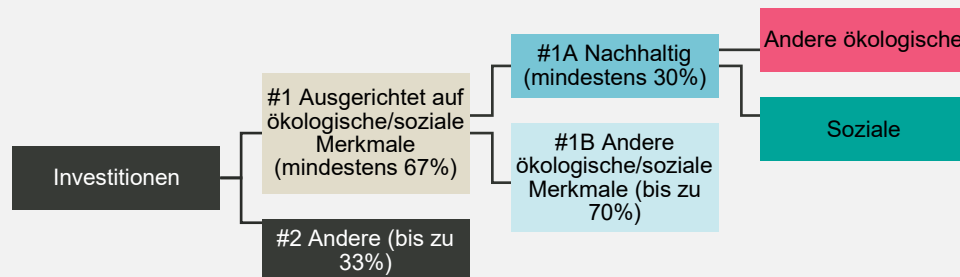 Investitionen
#1 Ausgerichtet auf
ökologische/soziale
Merkmale
(mindestens 67%)
#2 Andere (bis zu
33%)
#1A Nachhaltig
(mindestens 30%)
#1B Andere
ökologische/soziale
Merkmale (bis zu
70%)
Andere ökologische
Soziale